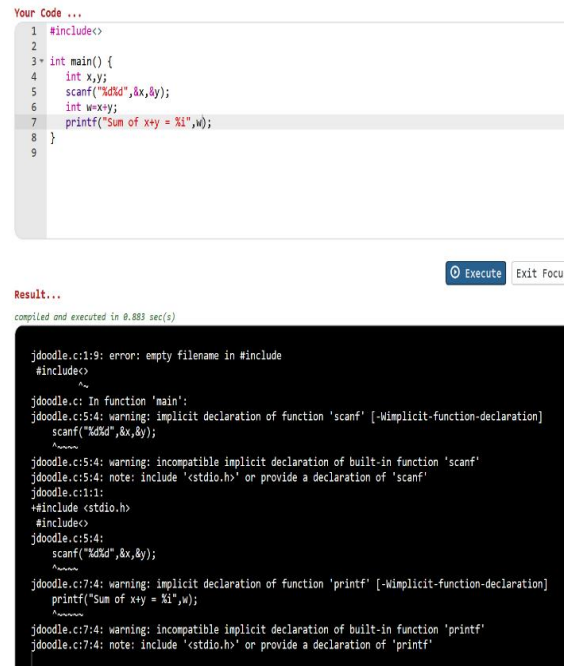 Your Code ...
1 #include<>
2
3 int main() {
4 int x,y;
5 scanf("%d%d",&x,&y);
6 int w=x+y;
7 printf("Sum of x+y = %i",w);
8 }
9
Execute Exit Focu
Result...
compiled and executed in 0.883 sec(s)
jdoodle.c:1:9: error: empty filename in #include
#include<>
^~
jdoodle.c: In function 'main':
jdoodle.c:5:4: warning: implicit declaration of function 'scanf' [-Wimplicit-function-declaration]
scanf("%d%d",&x,&y);
^~~~~
jdoodle.c:5:4: warning: incompatible implicit declaration of built-in function 'scanf'
jdoodle.c:5:4: note: include '<stdio.h>' or provide a declaration of 'scanf'
jdoodle.c:1:1:
+#include <stdio.h>
#include<>
jdoodle.c:5:4:
scanf("%d%d",&x,&y);
^~~~~
jdoodle.c:7:4: warning: implicit declaration of function 'printf' [-Wimplicit-function-declaration]
printf("Sum of x+y = %i",w);
^~~~~~
jdoodle.c:7:4: warning: incompatible implicit declaration of built-in function 'printf'
jdoodle.c:7:4: note: include '<stdio.h>' or provide a declaration of 'printf'